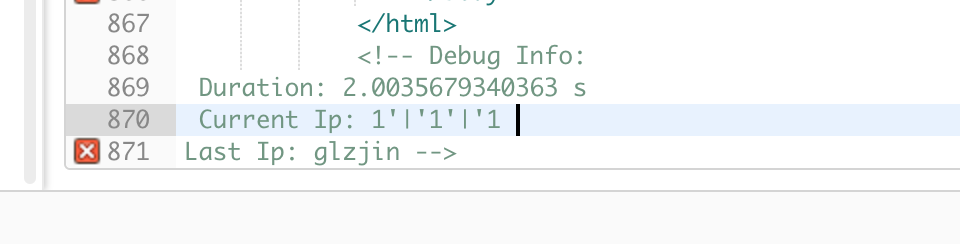 867 </html>
868 <!-- Debug Info:
869 Duration: 2.0035679340363 s
870 Current Ip: 1'|'1'|'1
871 Last Ip: glzjin -->